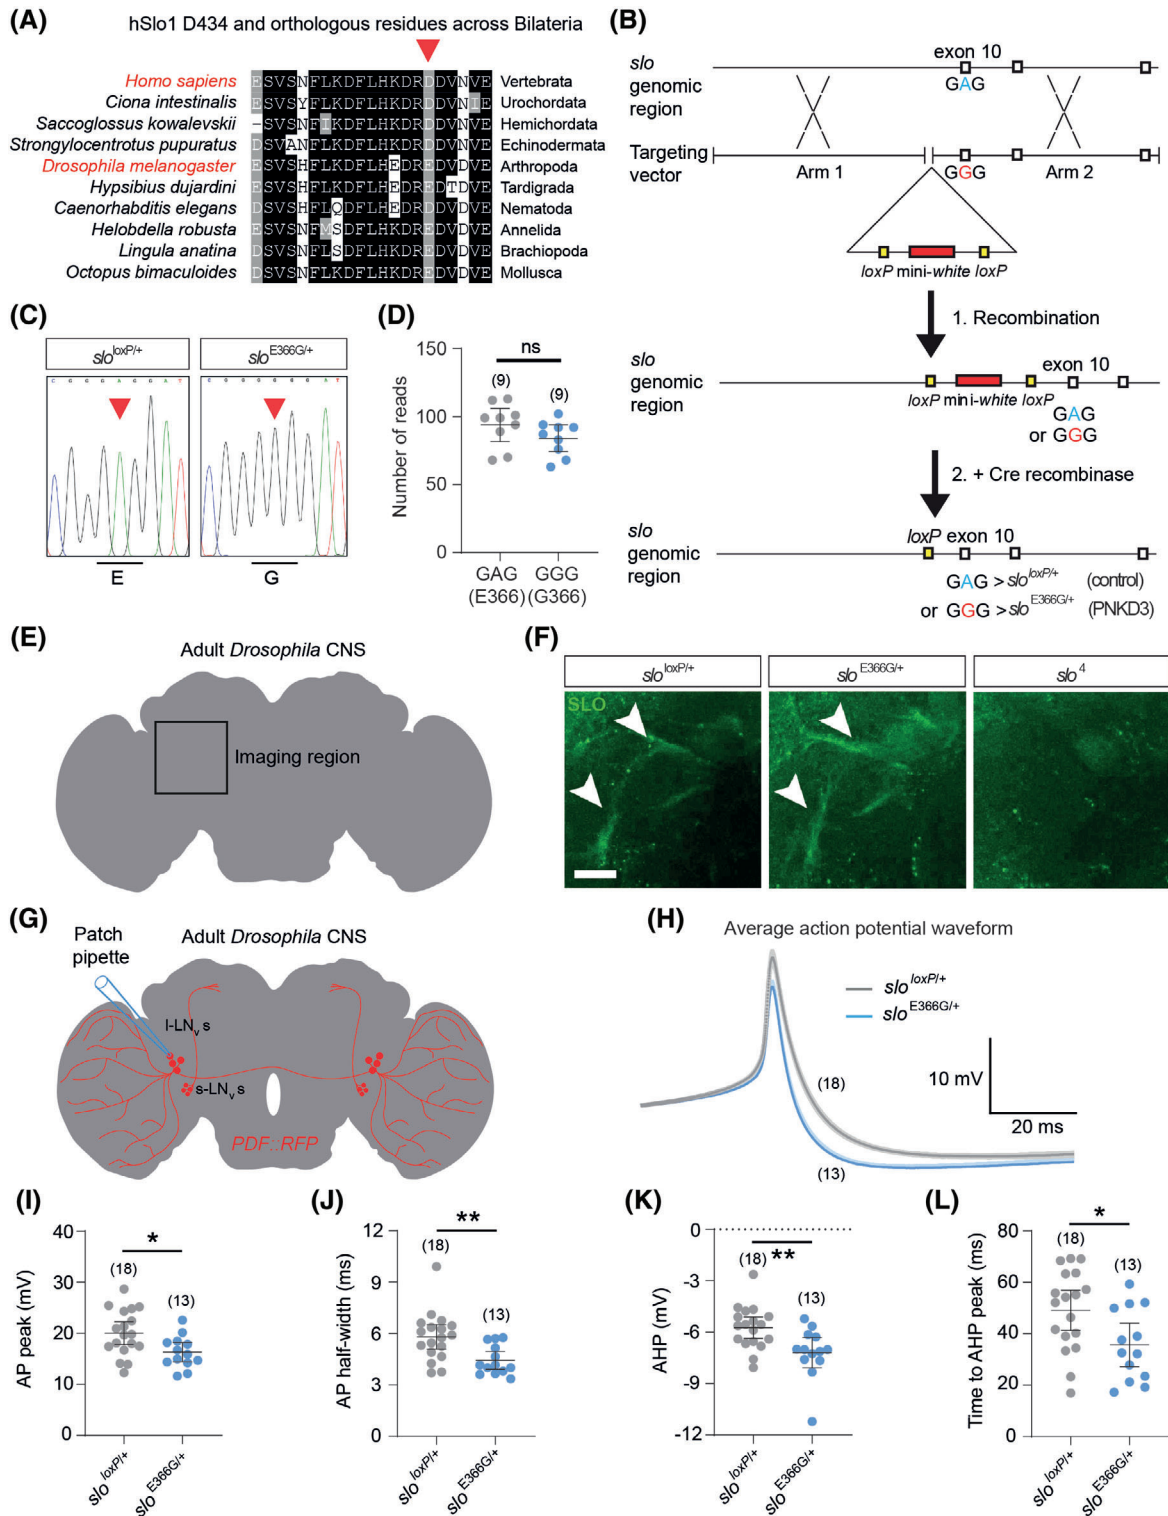 (A)
hSlo1 D434 and orthologous residues across Bilateria
Homo sapiens ESVSNFLKDFLHKDRDDVNVE Vertebrata
Ciona intestinalis ESVSYFLKDFLHKDRDDVNIE Urochordata
Saccoglossus kowalevskii -SVSNFIKDFLHKDRDDVNVE Hemichordata
Strongylocentrotus pupuratus DSVANFLKDFLHKDRDDVNVE Echinodermata
Drosophila melanogaster ESVSHFLKDFLHEDREDVDVE Arthropoda
Hypsibius dujardini DSVSHFLKDFLHKDREDTDVE Tardigrada
Caenorhabditis elegans DSVSHFLQDFLHEDRDDVDVE Nematoda
Helobdella robusta DSVSNFMSDFLHKDREDVDVE Annelida
Lingula anatina DSVSNFLSDFLHKDREDVDVE Brachiopoda
Octopus bimaculoides DSVSNFLKDFLHKDREDVDVE Mollusca
(B)
exon 10
slo
genomic
region
GAG
Targeting
vector
Arm 1
GGG
Arm 2
loxP mini-white loxP
1. Recombination
slo
genomic
region
exon 10
loxP mini-white loxP
GAG
or GGG
2. + Cre recombinase
slo
genomic
region
loxP exon 10
GAG > slo loxP/+ (control)
or GGG > slo E366G/+ (PNKD3)
(C)
slo loxP/+
slo E366G/+
C G G G A G G A T
C G G G G G G A T
E
G
(D)
ns
(9)
(9)
150
100
50
0
Number of reads
GAG
(E366)
GGG
(G366)
(E)
Adult Drosophila CNS
Imaging region
(F)
slo loxP/+
slo E366G/+
slo 4
SLO
(G)
Patch
pipette
Adult Drosophila CNS
l-LNvs
s-LNvs
PDF::RFP
(H)
Average action potential waveform
slo loxP/+
slo E366G/+
(18)
(13)
10 mV
20 ms
(I)
*
(18)
(13)
40
30
20
10
0
AP peak (mV)
slo loxP/+
slo E366G/+
(J)
**
(18)
(13)
12
9
6
3
0
AP half-width (ms)
slo loxP/+
slo E366G/+
(K)
0
-3
-6
-9
-12
(18)
**
(13)
AHP (mV)
slo loxP/+
slo E366G/+
(L)
*
(18)
(13)
80
60
40
20
0
Time to AHP peak (ms)
slo loxP/+
slo E366G/+